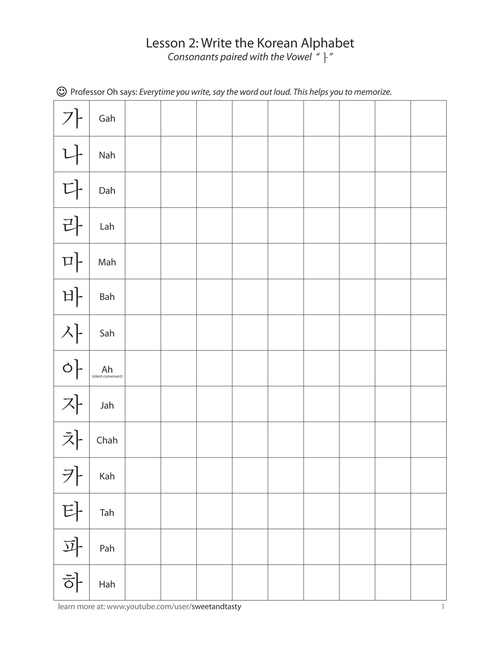 Lesson 2: Write the Korean Alphabet
Consonants paired with the Vowel “ㅏ”
Professor Oh says: Everytime you write, say the word out loud. This helps you to memorize.
가 Gah
나 Nah
다 Dah
라 Lah
마 Mah
바 Bah
사 Sah
아 Ah
(silent consonant)
자 Jah
차 Chah
카 Kah
타 Tah
파 Pah
하 Hah
learn more at: www.youtube.com/user/sweetandtasty 1